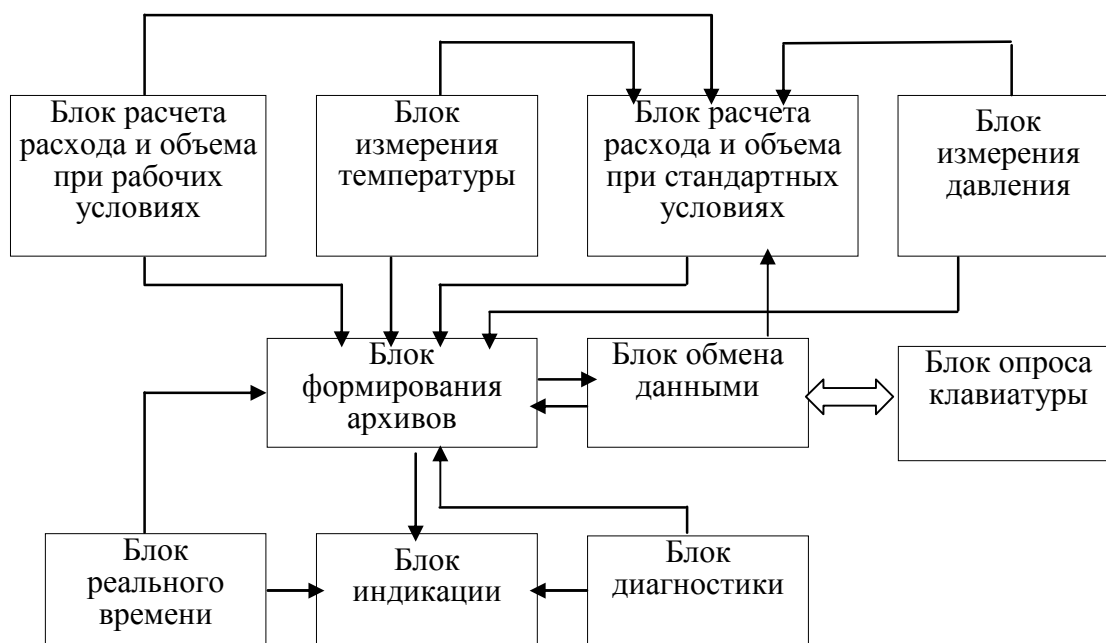 Блок расчета
расхода и объема
при рабочих
условиях
Блок
измерения
температуры
Блок расчета
расхода и объема
при стандартных
условиях
Блок
измерения
давления
Блок
формирования
архивов
Блок обмена
данными
Блок опроса
клавиатуры
Блок
реального
времени
Блок
индикации
Блок
диагностики